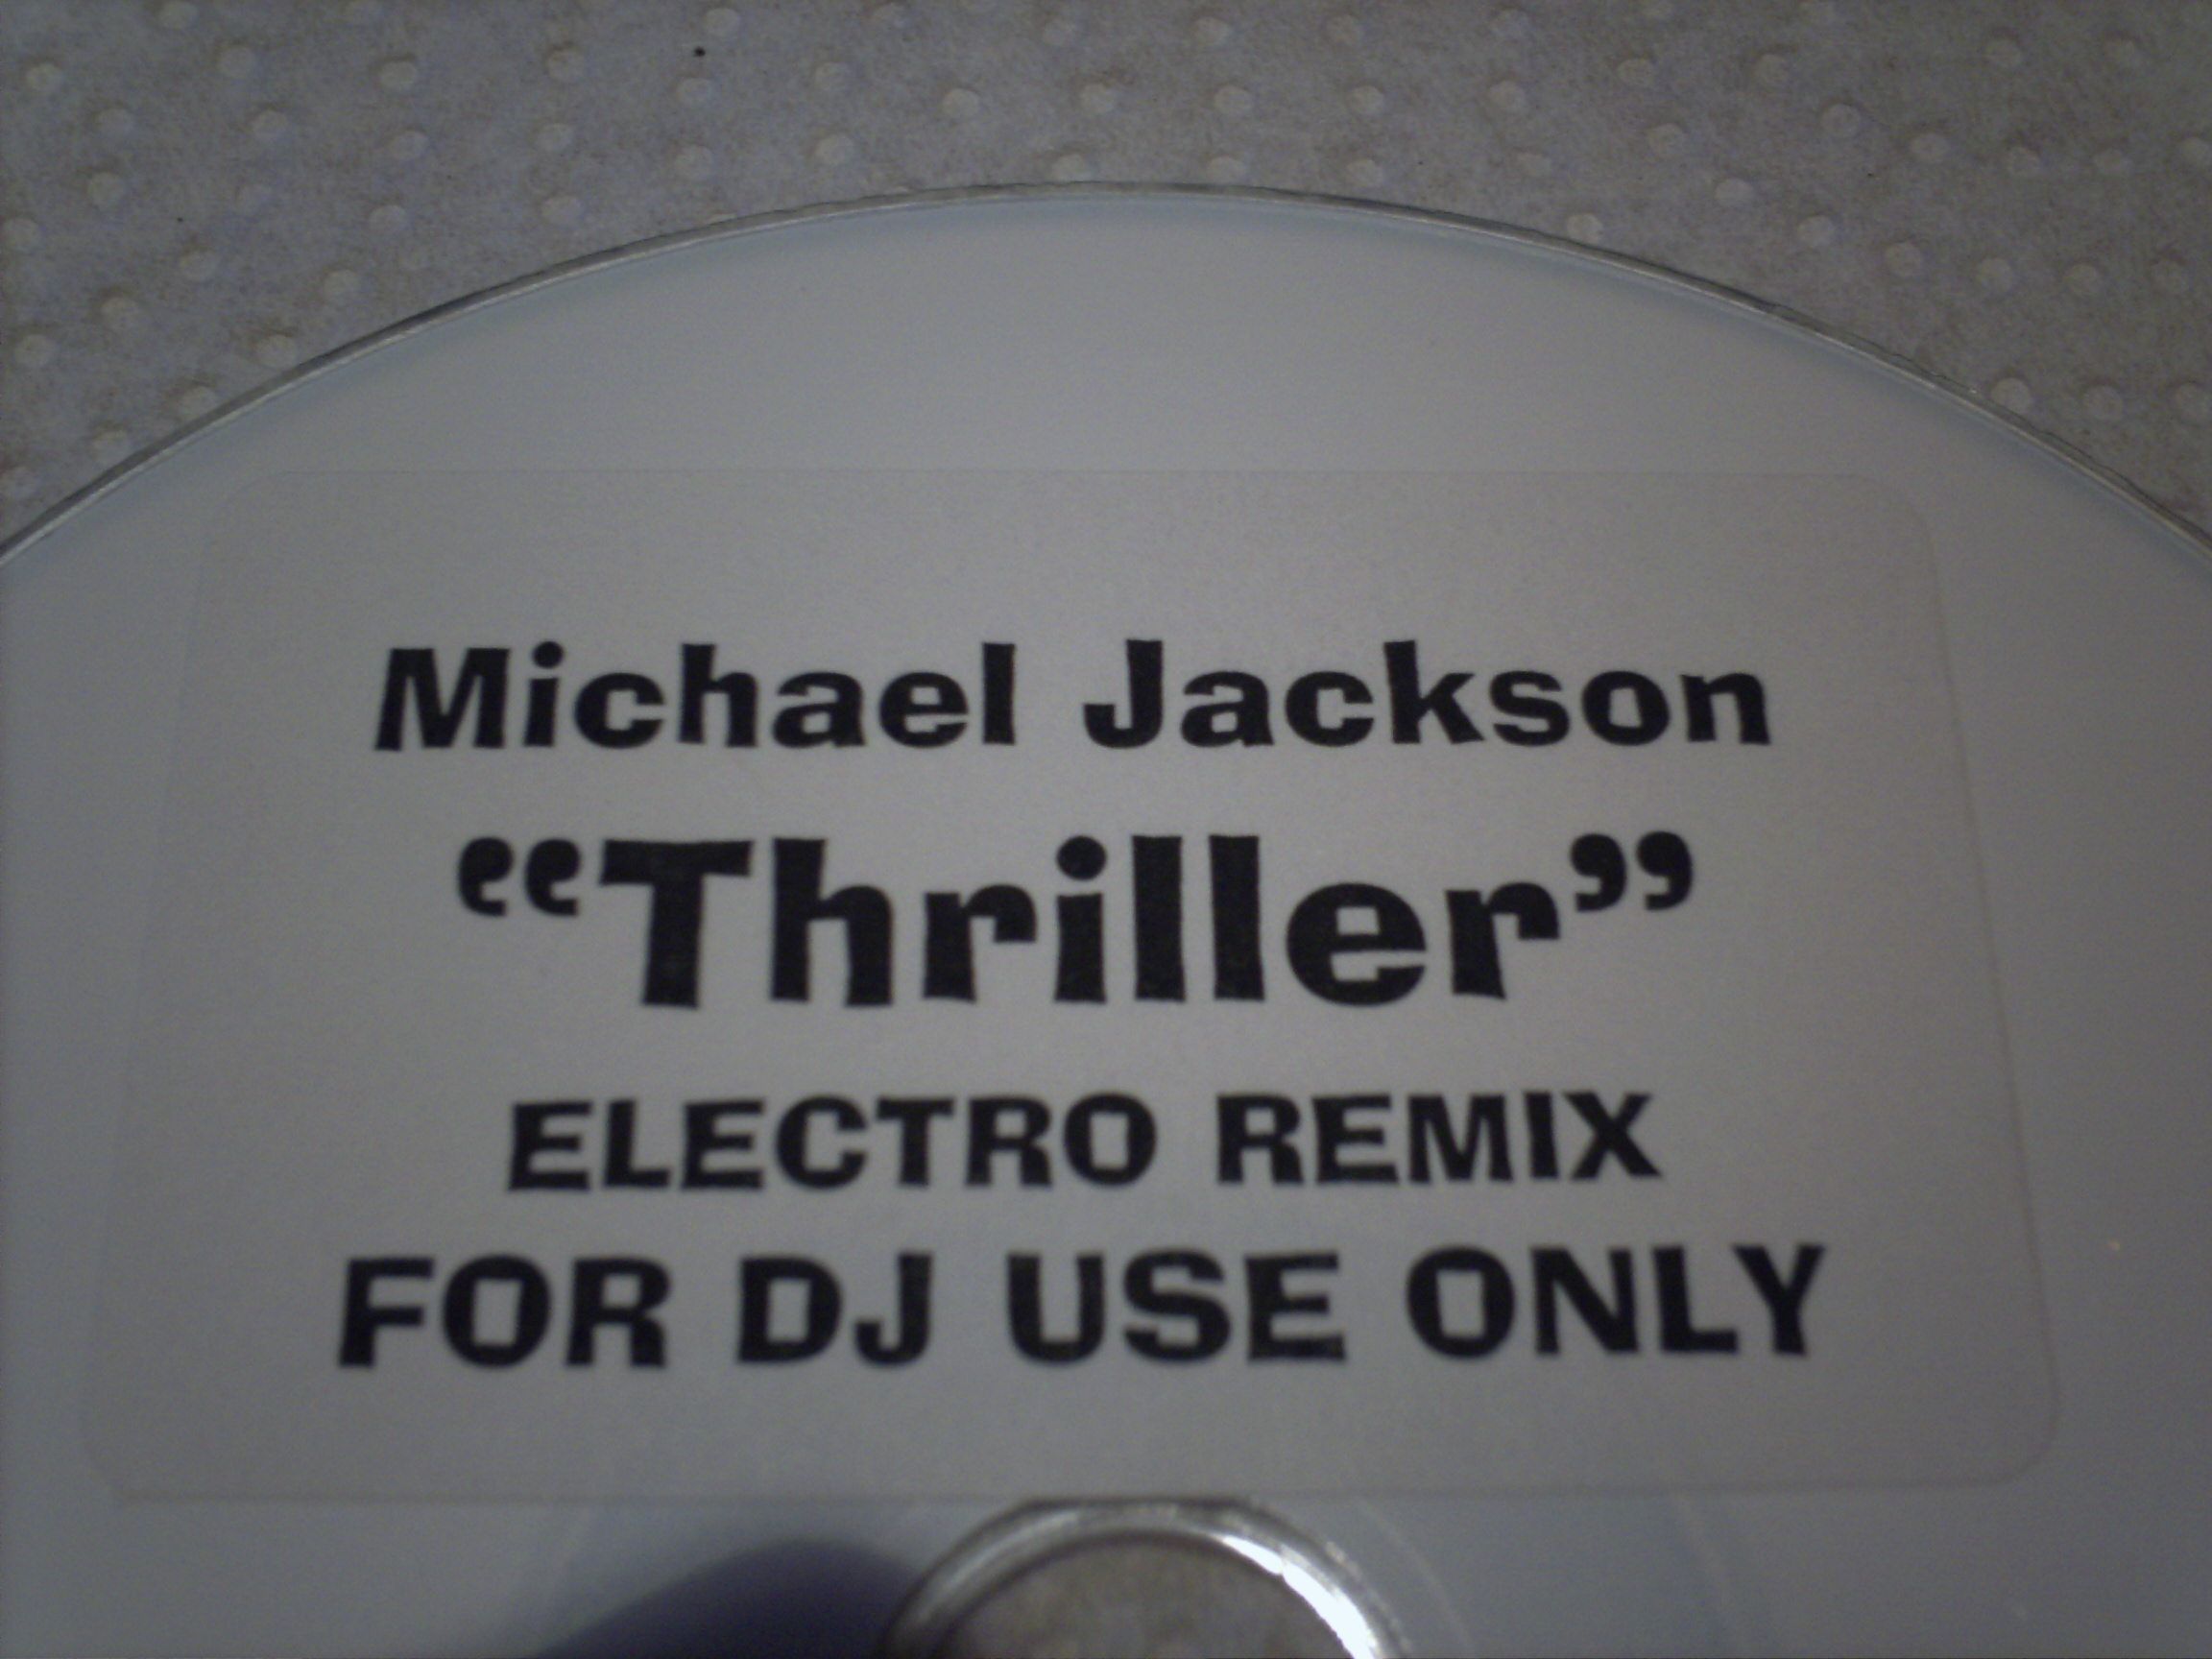 Michael Jackson
“Thriller”
ELECTRO REMIX
FOR DJ USE ONLY